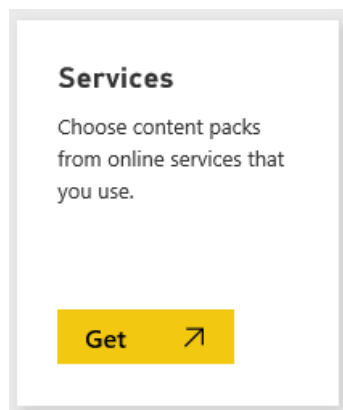 Services
Choose content packs
from online services that
you use.
Get